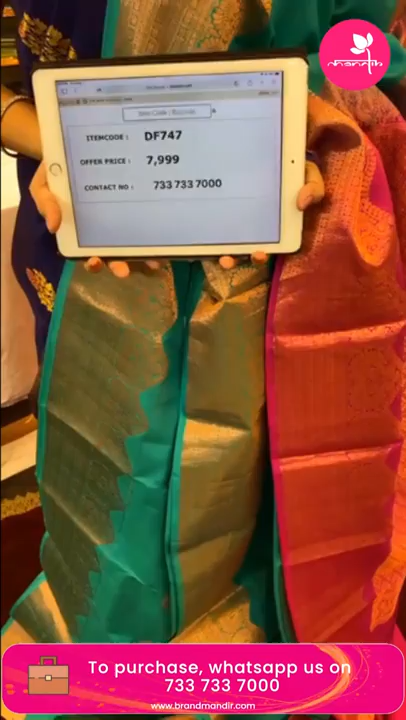 mandir
ITEMCODE : DF747
OFFER PRICE : 7,999
CONTACT NO : 733 733 7000
To purchase, whatsapp us on
733 733 7000
www.brandmandir.com